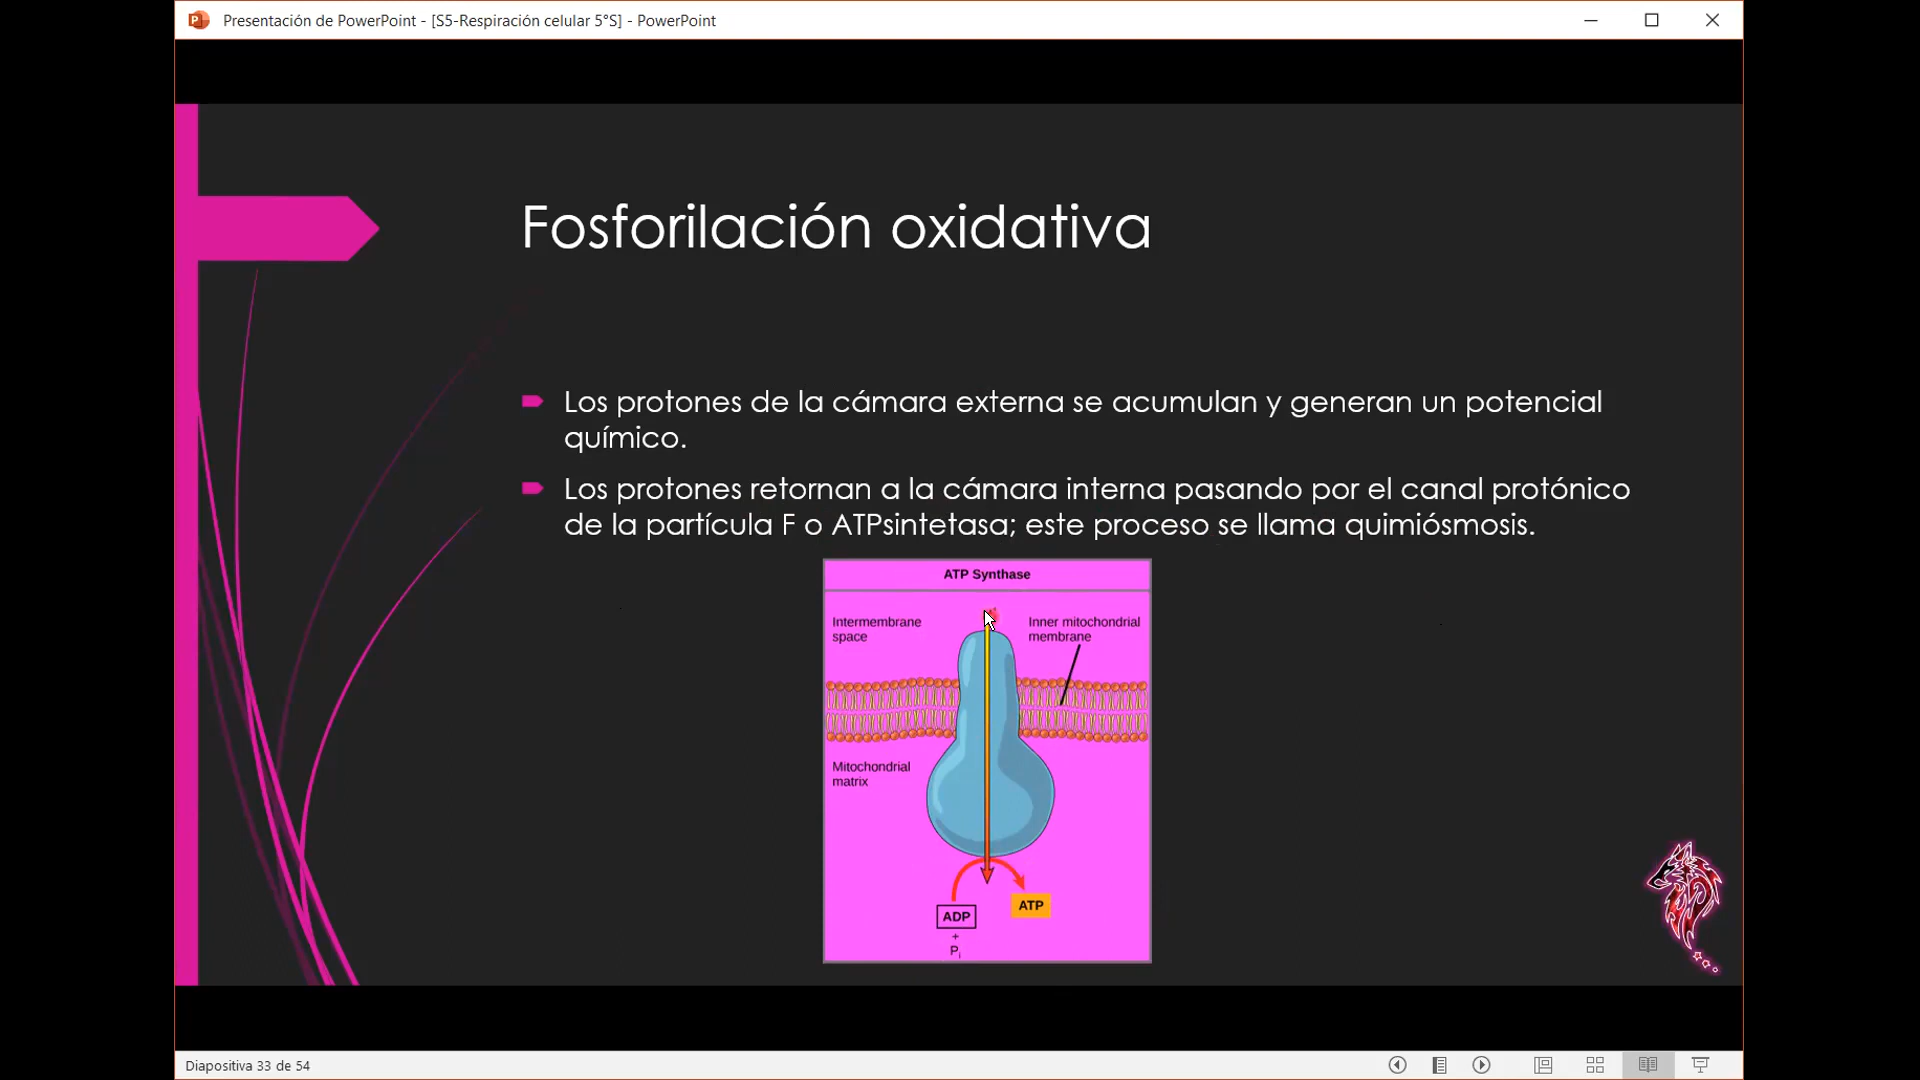 Presentación de PowerPoint - [S5-Respiración celular 5°S] - PowerPoint
Fosforilación oxidativa
Los protones de la cámara externa se acumulan y generan un potencial
químico.
Los protones retornan a la cámara interna pasando por el canal protónico
de la partícula F o ATPsintetasa; este proceso se llama quimiósmosis.
ATP Synthase
Intermembrane
space
Inner mitochondrial
membrane
Mitochondrial
matrix
ADP
+
Pi
ATP
Diapositiva 33 de 54